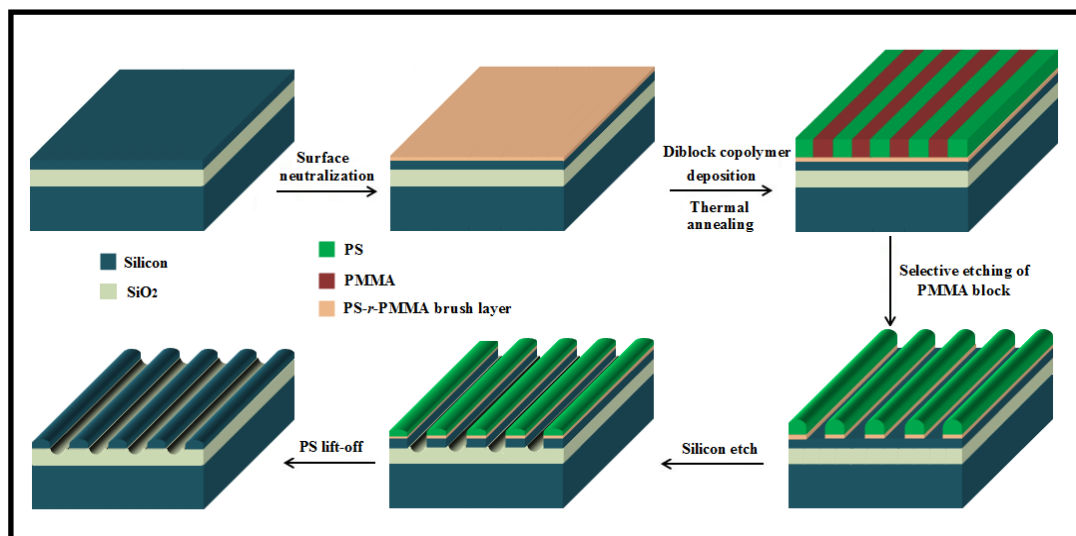 Surface
neutralization
Diblock copolymer
deposition
Thermal
annealing
Silicon
SiO2
PS
PMMA
PS-r-PMMA brush layer
Selective etching of
PMMA block
Silicon etch
PS lift-off